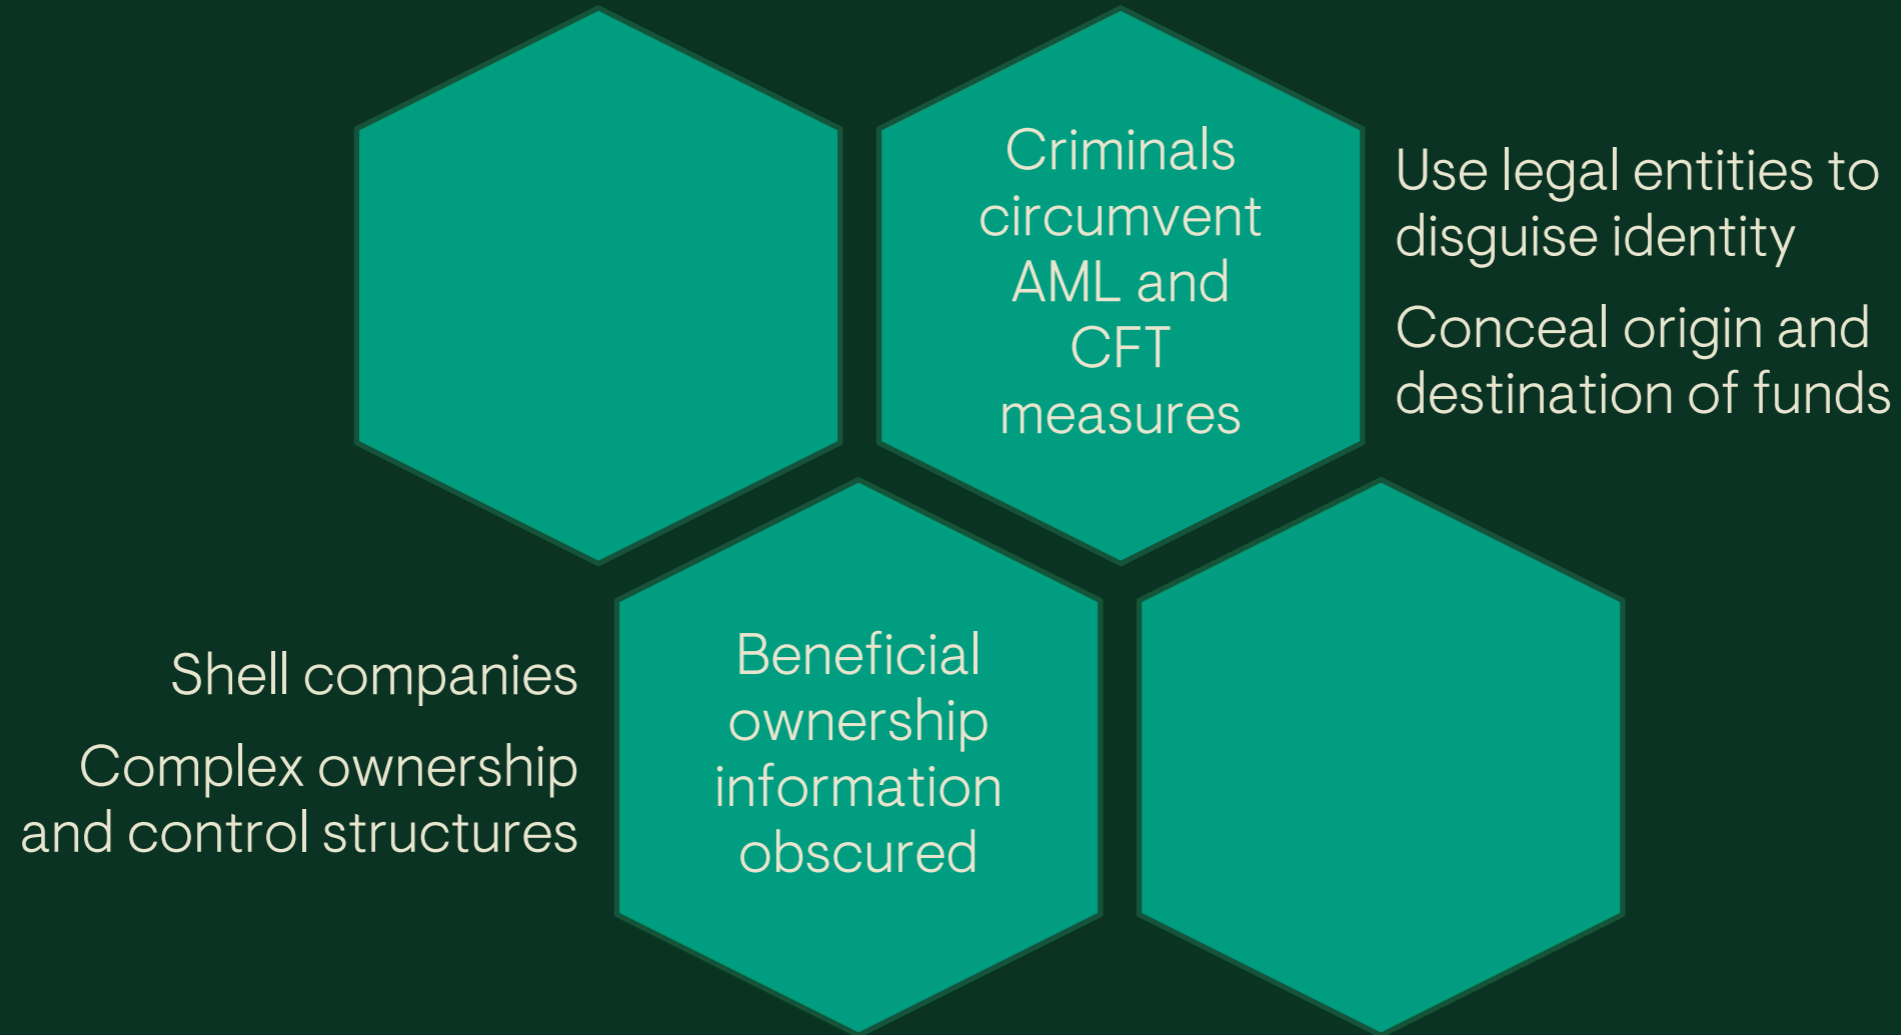 Criminals
circumvent
AML and
CFT
measures
Use legal entities to
disguise identity
Conceal origin and
destination of funds
Shell companies
Complex ownership
and control structures
Beneficial
ownership
information
obscured